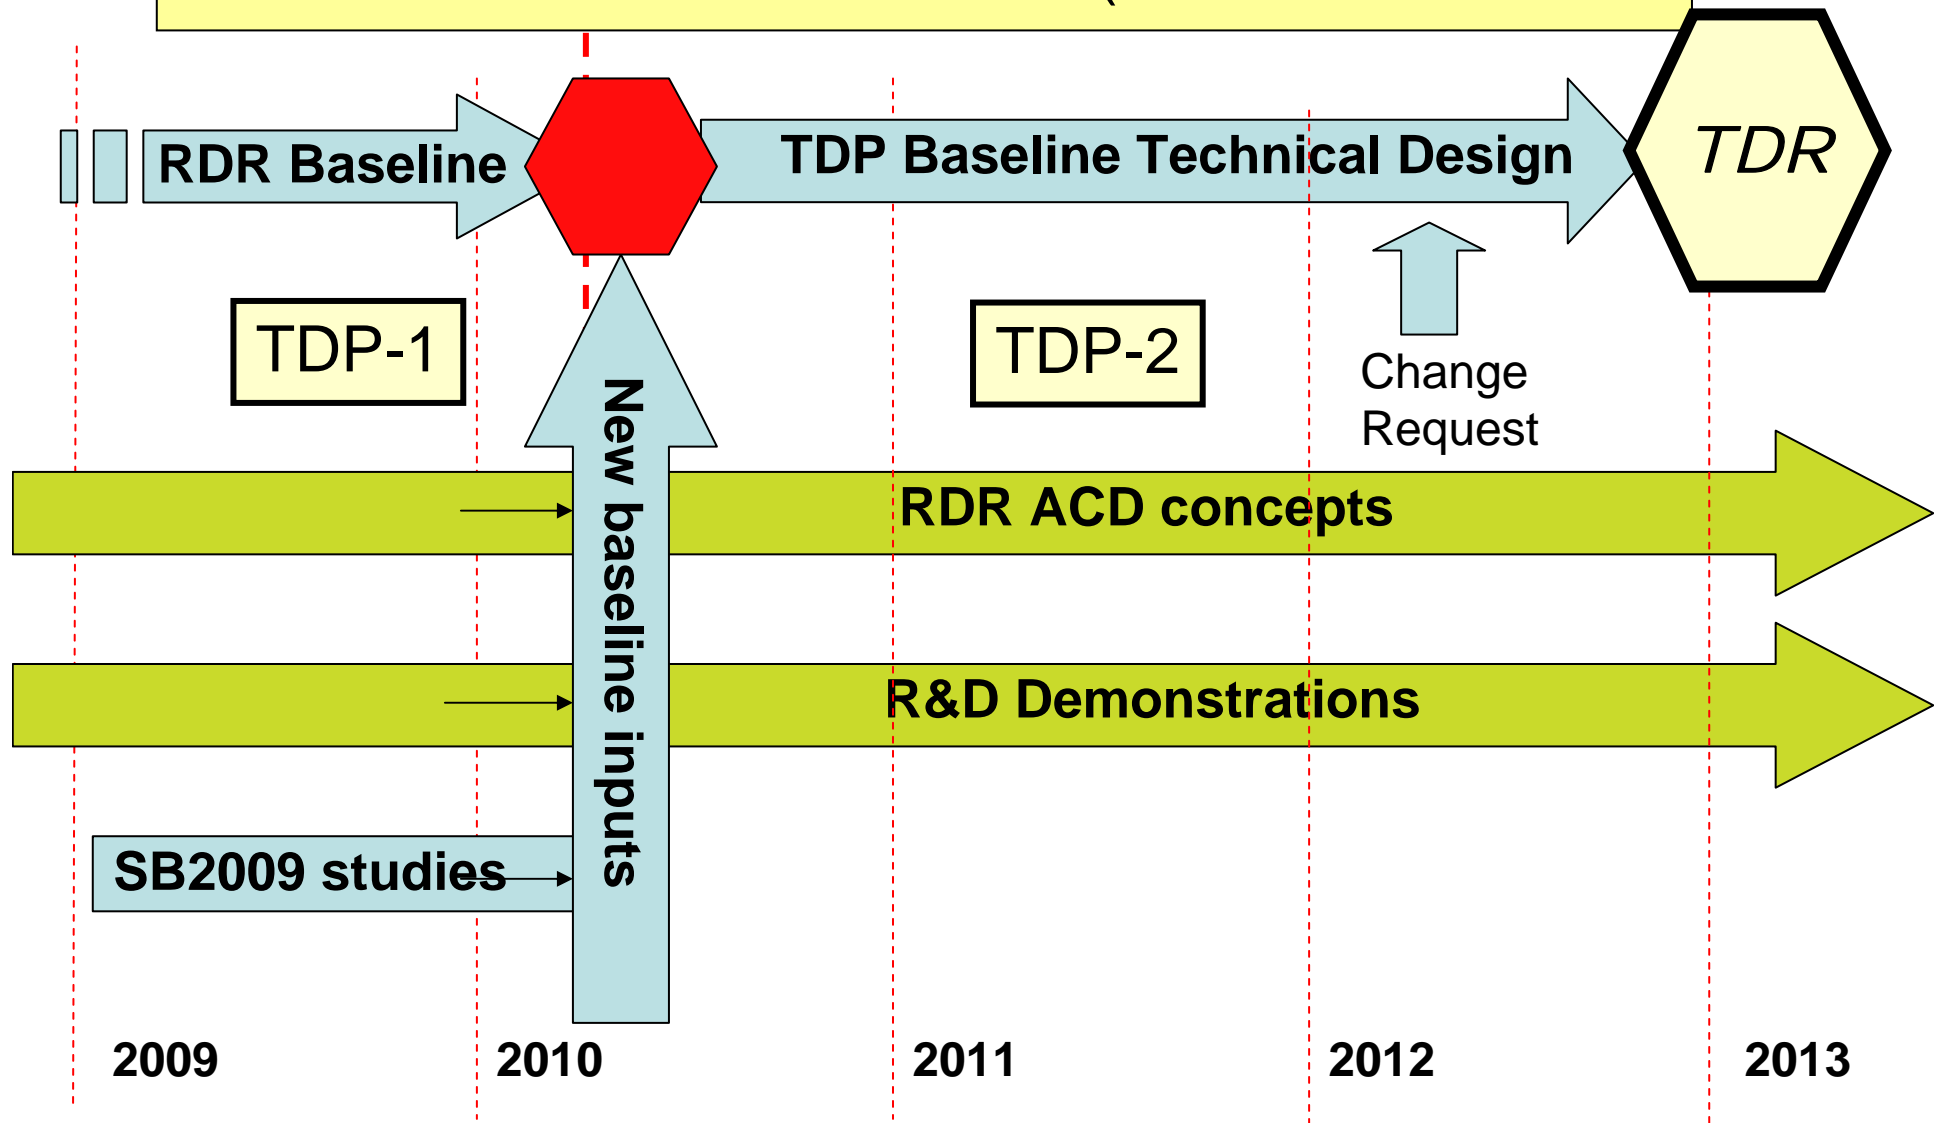 (
RDR Baseline
TDP Baseline Technical Design
TDR
TDP-1
TDP-2
Change
Request
New baseline inputs
RDR ACD concepts
R&D Demonstrations
SB2009 studies
2009
2010
2011
2012
2013